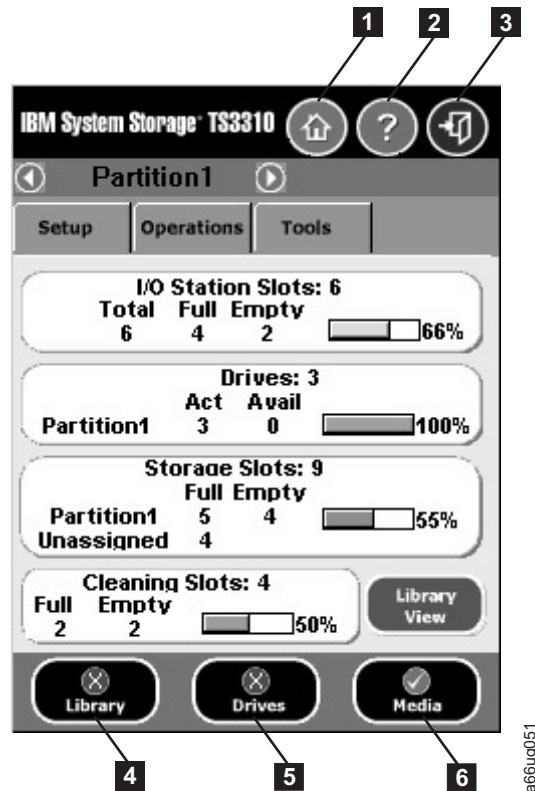 1 2 3
IBM System Storage TS3310 ?
Partition1
Setup Operations Tools
I/O Station Slots: 6
Total Full Empty
6 4 2 66%
Drives: 3
Act Avail
Partition1 3 0 100%
Storage Slots: 9
Full Empty
Partition1 5 4 55%
Unassigned 4
Cleaning Slots: 4
Full Empty
2 2 50%
Library
View
Library Drives Media
4 5 6
a66ug051